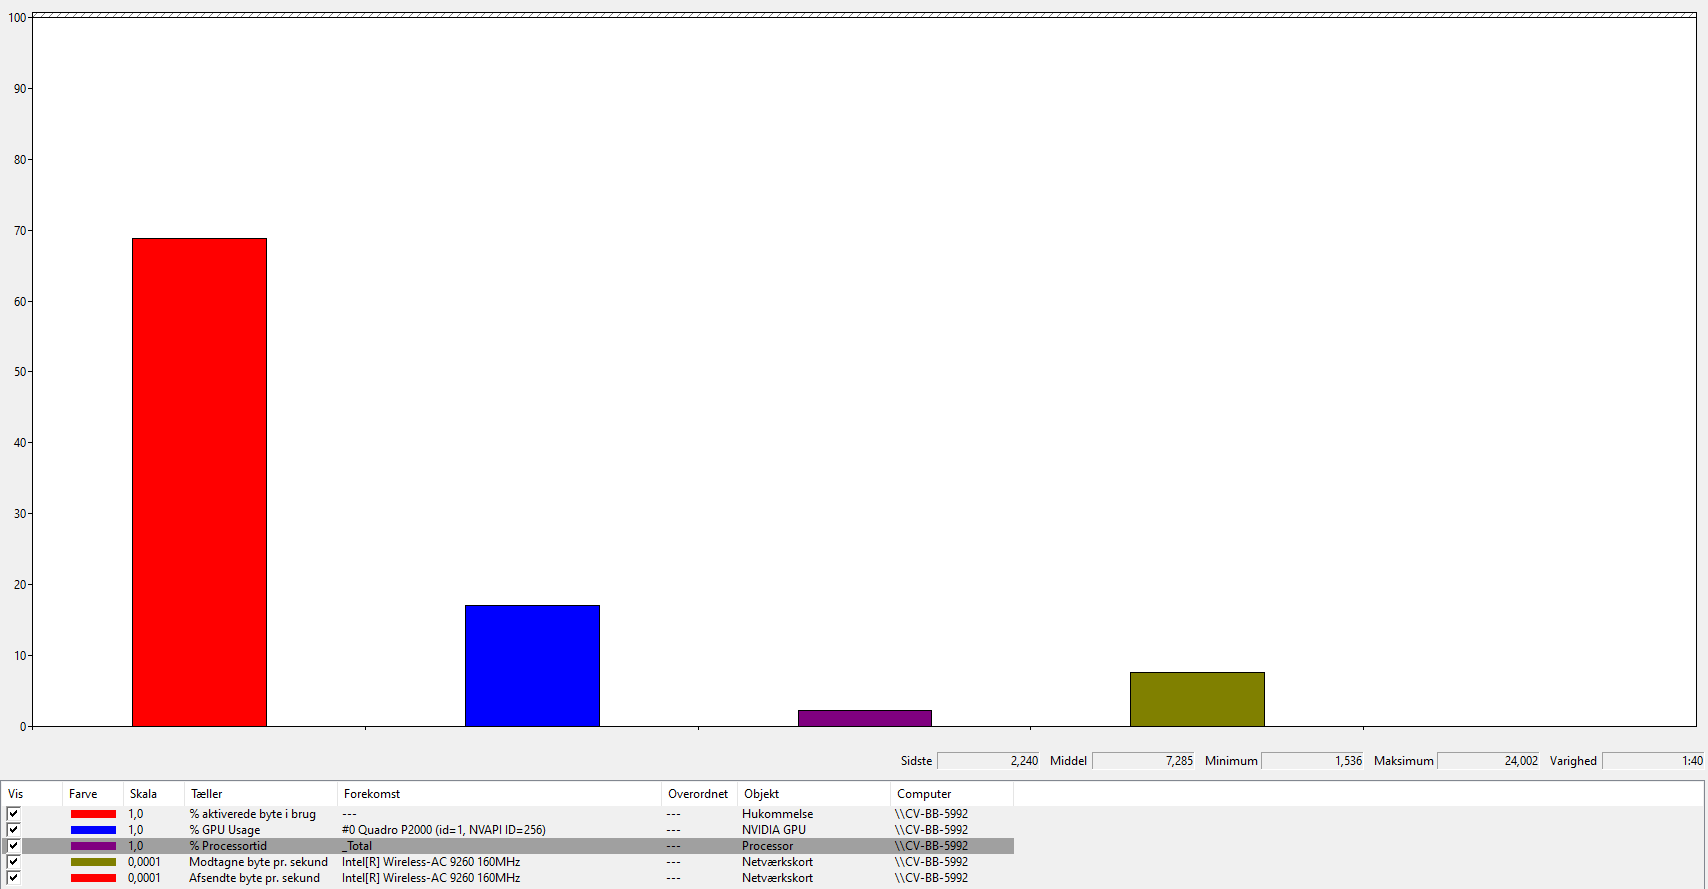 100
90
80
70
60
50
40
30
20
10
0
Sidste 2,240 Middel 7,285 Minimum 1,536 Maksimum 24,002 Varighed 1:40
Vis Farve Skala Tæller Forekomst Overordnet Objekt Computer
1,0 % aktiverede byte i brug --- --- Hukommelse \\CV-BB-5992
1,0 % GPU Usage #0 Quadro P2000 (id=1, NVAPI ID=256) --- NVIDIA GPU \\CV-BB-5992
1,0 % Processortid _Total --- Processor \\CV-BB-5992
0,0001 Modtagne byte pr. sekund Intel[R] Wireless-AC 9260 160MHz --- Netværkskort \\CV-BB-5992
0,0001 Afsendte byte pr. sekund Intel[R] Wireless-AC 9260 160MHz --- Netværkskort \\CV-BB-5992